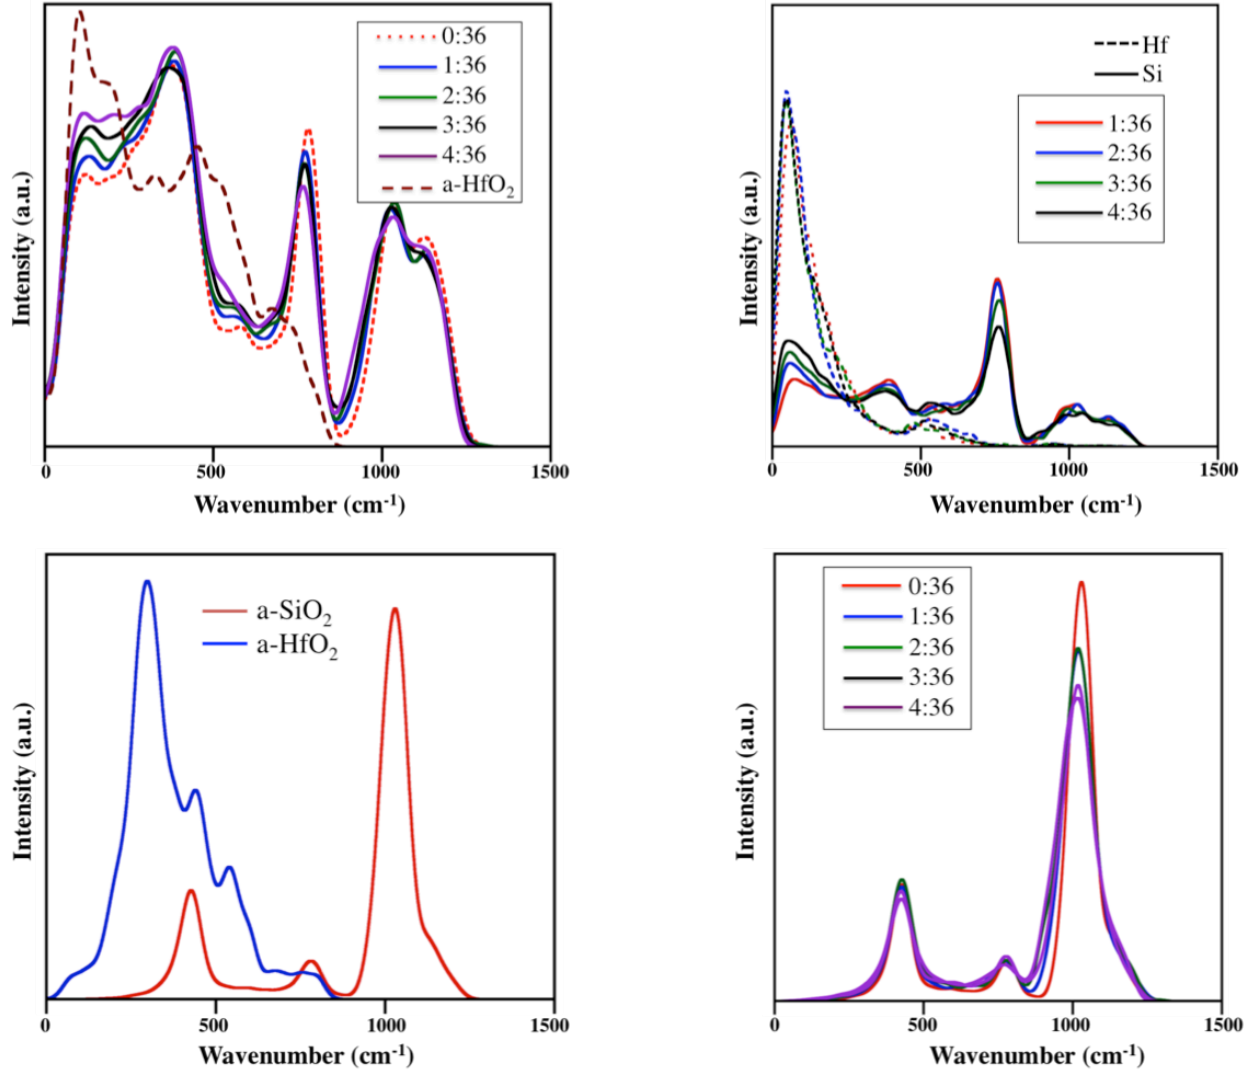 0:36
1:36
2:36
3:36
4:36
a-HfO₂
Intensity (a.u.)
0 500 1000 1500
Wavenumber (cm⁻¹)
Hf
Si
1:36
2:36
3:36
4:36
Intensity (a.u.)
0 500 1000 1500
Wavenumber (cm⁻¹)
a-SiO₂
a-HfO₂
Intensity (a.u.)
0 500 1000 1500
Wavenumber (cm⁻¹)
0:36
1:36
2:36
3:36
4:36
Intensity (a.u.)
0 500 1000 1500
Wavenumber (cm⁻¹)